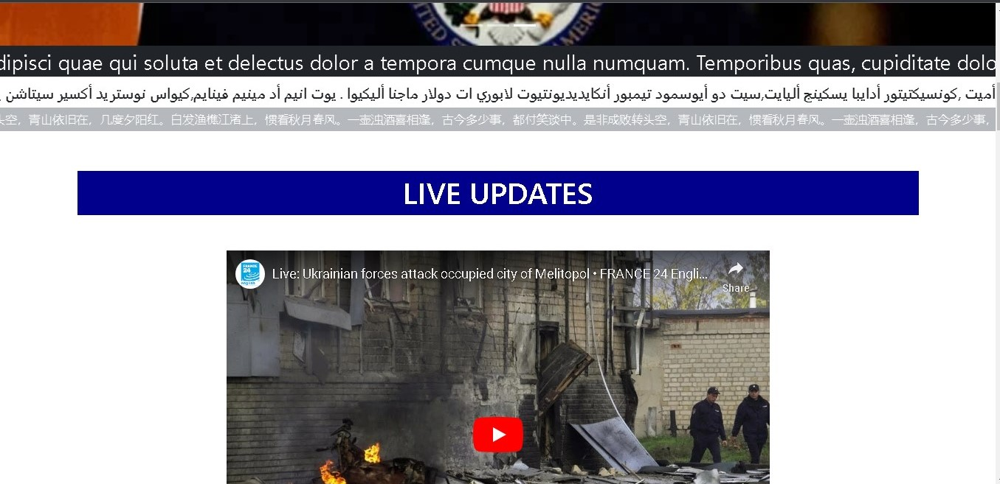 UNITED S
AMERICA
dipisci quae qui soluta et delectus dolor a tempora cumque nulla numquam. Temporibus quas, cupiditate dolo
أميت ,كونسيكتيتور أدايبا يسكينج أليايت,سيت دو أيوسمود تيمبور أنكايديديونتيوت لابوري ات دولار ماجنا أليكيوا . يوت انيم أد مينيم فينايم,كيواس نوستريد أكسير سيتاشن
头空，青山依旧在，几度夕阳红。白发渔樵江渚上，惯看秋月春风。一壶浊酒喜相逢，古今多少事，都付笑谈中。是非成败转头空，青山依旧在，惯看秋月春风。一壶浊酒喜相逢，古今多少事，
LIVE UPDATES
FRANCE 24 english
Live: Ukrainian forces attack occupied city of Melitopol • FRANCE 24 Engli...
Share